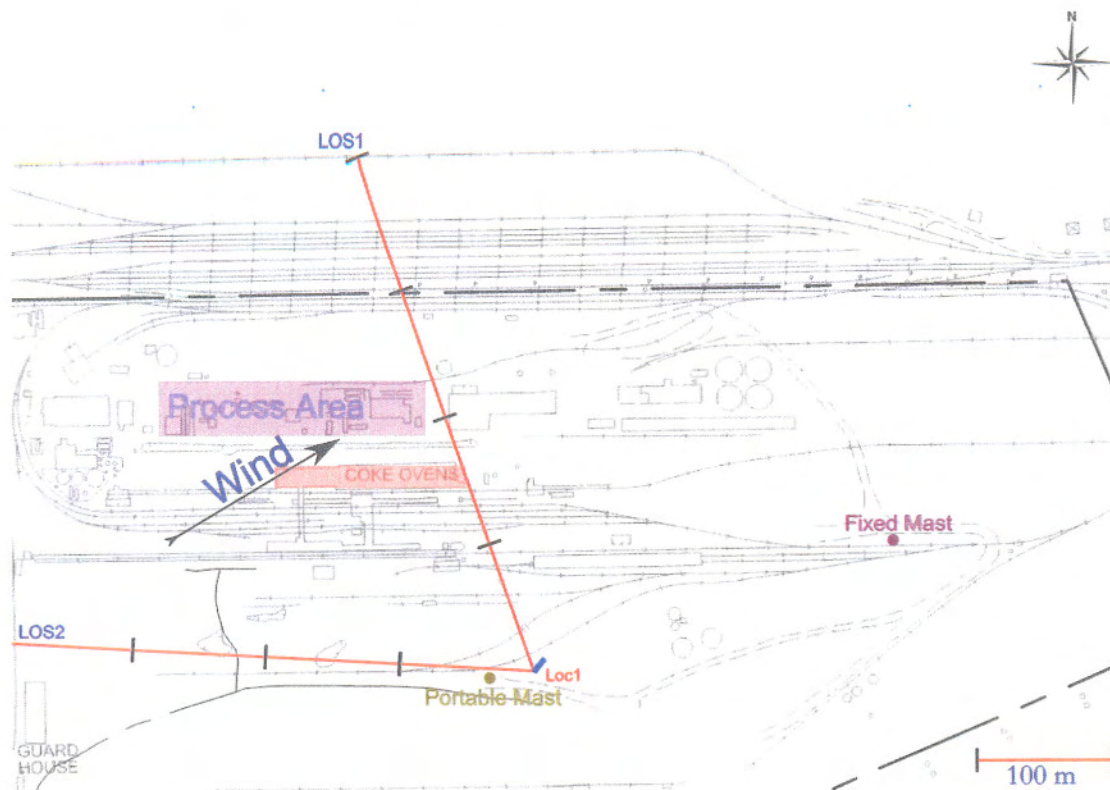 N
LOS1
Process Area
Wind
COKE OVENS
Fixed Mast
LOS2
Loc1
Portable Mast
GUARD
HOUSE
100 m